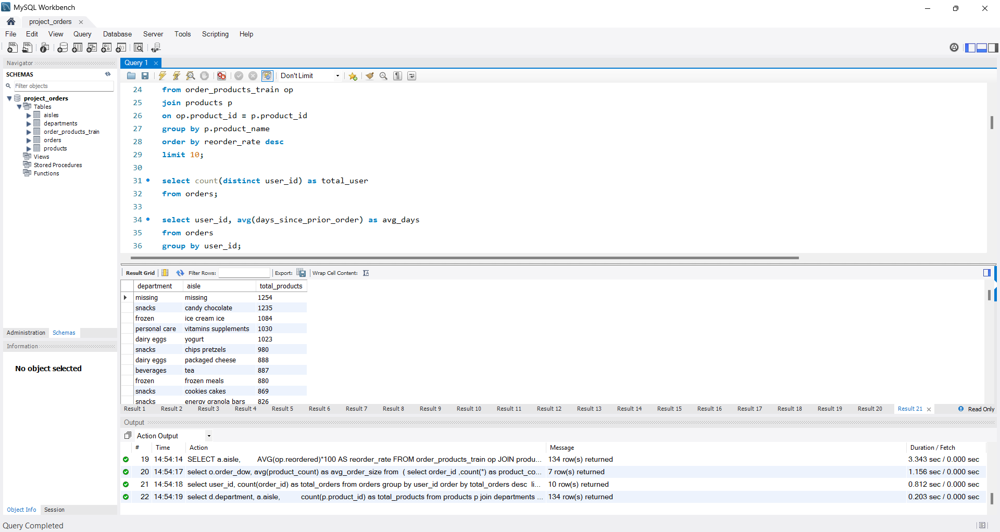 MySQL Workbench
project_orders
File Edit View Query Database Server Tools Scripting Help
Navigator
SCHEMAS
Filter objects
project_orders
Tables
aisles
departments
order_products_train
orders
products
Views
Stored Procedures
Functions
Administration Schemas
Information
No object selected
Object Info Session
Query 1
Don't Limit
24 from order_products_train op
25 join products p
26 on op.product_id = p.product_id
27 group by p.product_name
28 order by reorder_rate desc
29 limit 10;
30
31 select count(distinct user_id) as total_user
32 from orders;
33
34 select user_id, avg(days_since_prior_order) as avg_days
35 from orders
36 group by user_id;
Result Grid Filter Rows: Export: Wrap Cell Content:
department aisle total_products
missing missing 1254
snacks candy chocolate 1235
frozen ice cream ice 1084
personal care vitamins supplements 1030
dairy eggs yogurt 1023
snacks chips pretzels 980
dairy eggs packaged cheese 888
beverages tea 887
frozen frozen meals 880
snacks cookies cakes 869
snacks energy granola bars 826
Result 1 Result 2 Result 3 Result 4 Result 5 Result 6 Result 7 Result 8 Result 9 Result 10 Result 11 Result 12 Result 13 Result 14 Result 15 Result 16 Result 17 Result 18 Result 19 Result 20 Result 21 Read Only
Output
Action Output
# Time Action Message Duration / Fetch
19 14:54:14 SELECT a.aisle, AVG(op.reordered)*100 AS reorder_rate FROM order_products_train op JOIN produ... 134 row(s) returned 3.343 sec / 0.000 sec
20 14:54:17 select o.order_dow, avg(product_count) as avg_order_size from ( select order_id ,count(*) as product_co... 7 row(s) returned 1.156 sec / 0.000 sec
21 14:54:18 select user_id, count(order_id) as total_orders from orders group by user_id order by total_orders desc li... 10 row(s) returned 0.812 sec / 0.000 sec
22 14:54:19 select d.department, a.aisle, count(p.product_id) as total_products from products p join departments ... 134 row(s) returned 0.203 sec / 0.000 sec
Query Completed